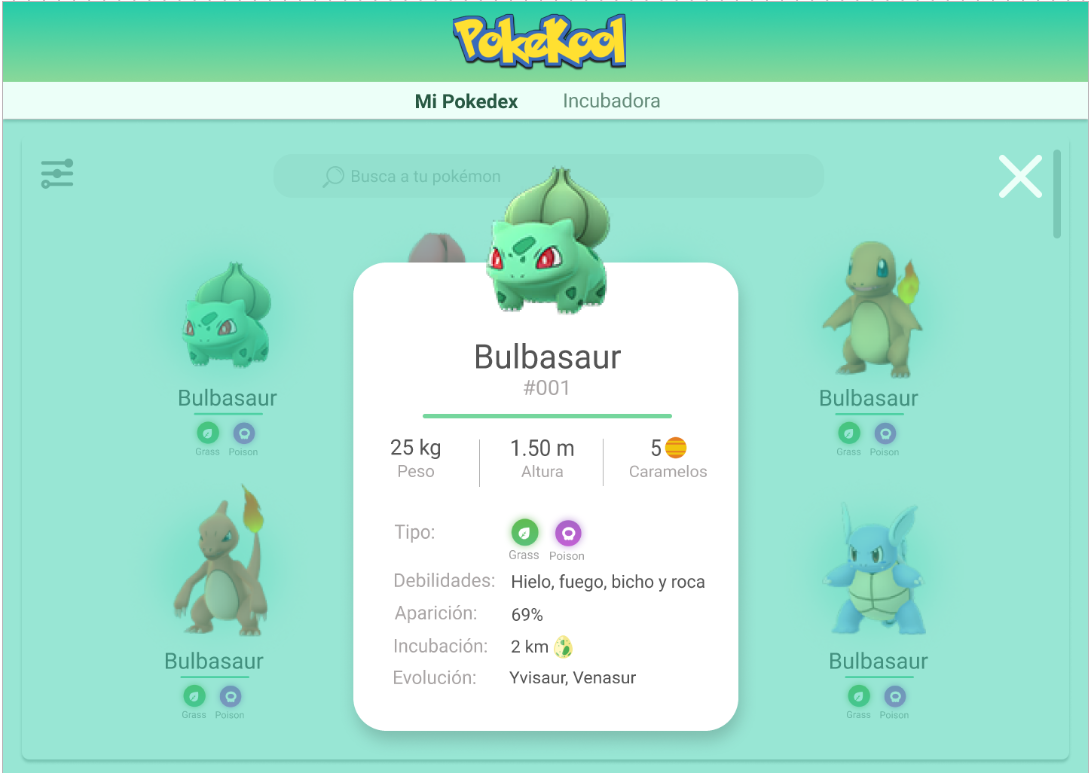 PokeKool
Mi Pokedex Incubadora
Busca a tu pokémon
Bulbasaur
#001
25 kg 1.50 m 5
Peso Altura Caramelos
Tipo:
Grass Poison
Debilidades: Hielo, fuego, bicho y roca
Aparición: 69%
Incubación: 2 km
Evolución: Yvisaur, Venasaur
Bulbasaur
Grass Poison
Bulbasaur
Grass Poison
Bulbasaur
Grass Poison
Bulbasaur
Grass Poison